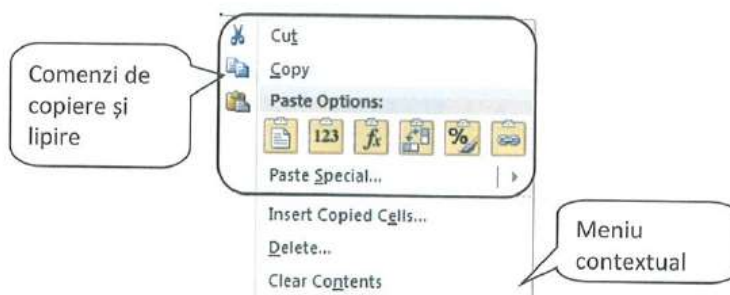 Comenzi de
copiere și
lipire
Cut
Copy
Paste Options:
123
fx
%
Paste Special...
Insert Copied Cells...
Delete...
Clear Contents
Meniu
contextual